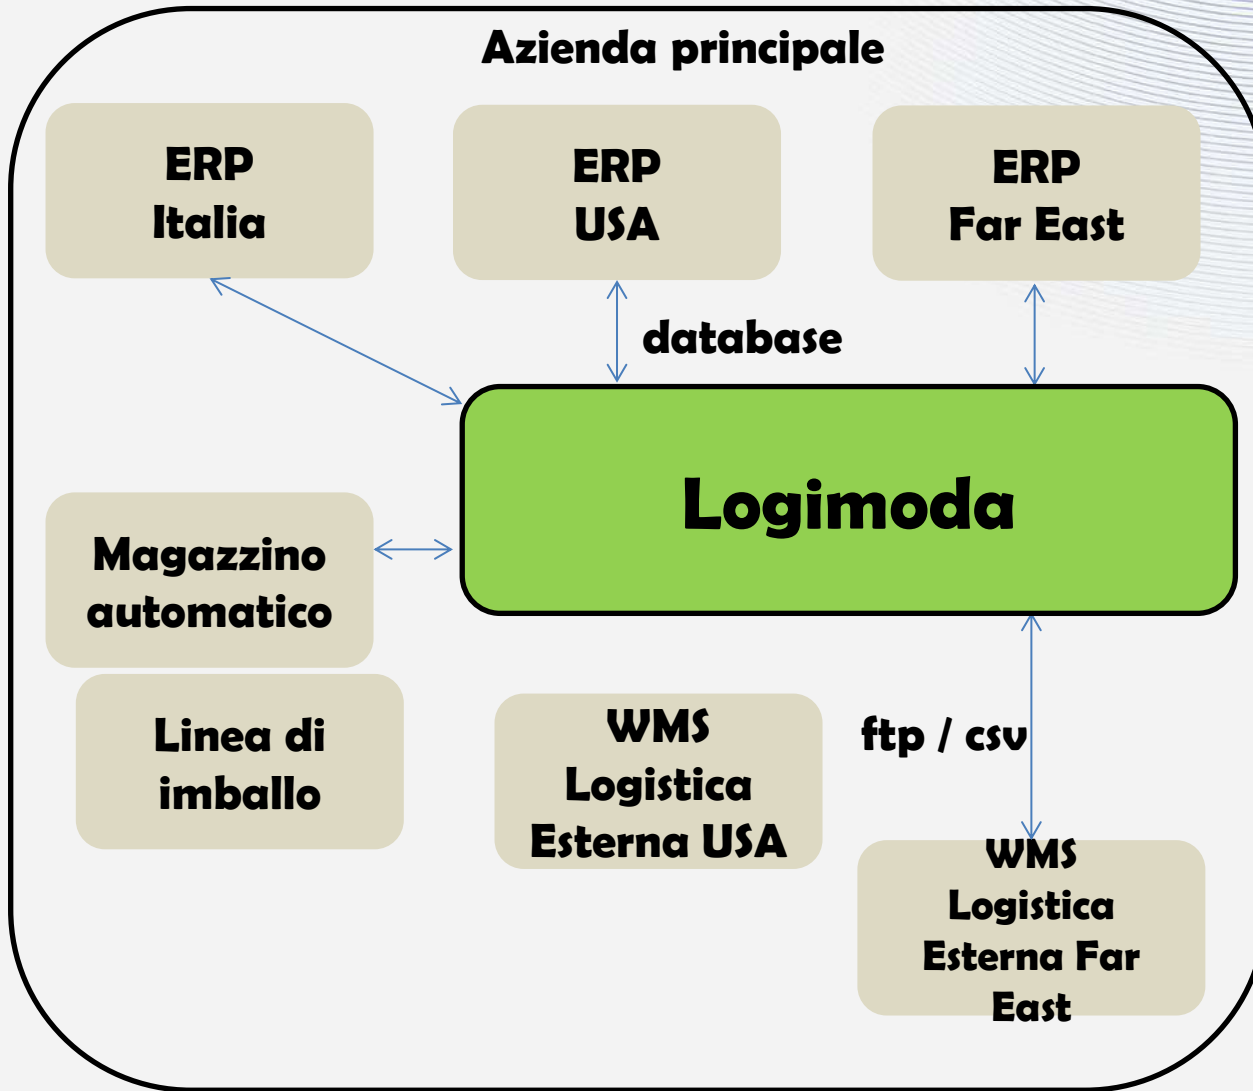 Azienda principale
ERP
Italia
ERP
USA
ERP
Far East
database
Logimoda
Magazzino
automatico
Linea di
imballo
WMS
Logistica
Esterna USA
ftp / csv
WMS
Logistica
Esterna Far
East